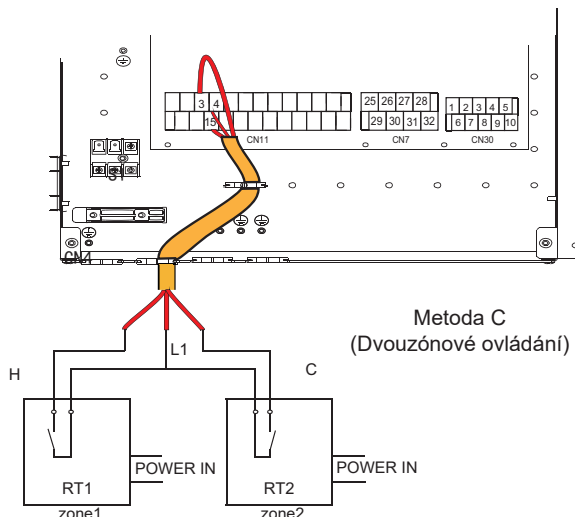 3 4
25 26 27 28
1 2 3 4 5
15
29 30 31 32
6 7 8 9 10
CN11
CN7
CN30
S1
CN4
Metoda C
(Dvouzónové ovládání)
L1
H
C
POWER IN
POWER IN
RT1
RT2
zone1
zone2